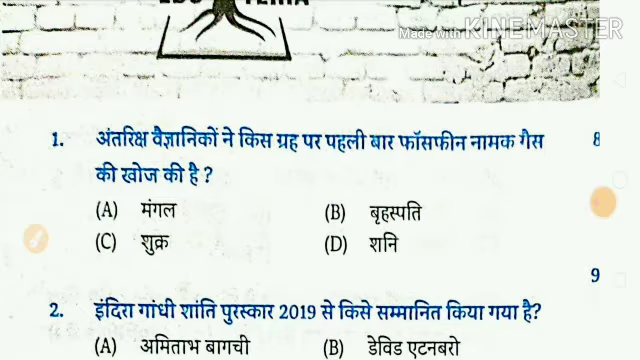 Made with KINEMASTER
1. अंतरिक्ष वैज्ञानिकों ने किस ग्रह पर पहली बार फॉसफीन नामक गैस
की खोज की है ?
(A) मंगल (B) बृहस्पति
(C) शुक्र (D) शनि
2. इंदिरा गांधी शांति पुरस्कार 2019 से किसे सम्मानित किया गया है?
(A) अमिताभ बागची (B) डेविड एटनबरो
8
9